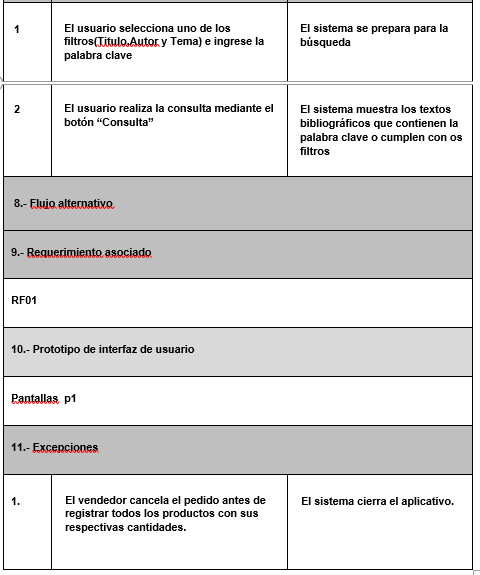 1
El usuario selecciona uno de los
filtros(Titulo,Autor y Tema) e ingrese la
palabra clave
El sistema se prepara para la
búsqueda
2
El usuario realiza la consulta mediante el
botón “Consulta”
El sistema muestra los textos
bibliográficos que contienen la
palabra clave o cumplen con os
filtros
8.- Flujo alternativo
9.- Requerimiento asociado
RF01
10.- Prototipo de interfaz de usuario
Pantallas p1
11.- Excepciones
1.
El vendedor cancela el pedido antes de
registrar todos los productos con sus
respectivas cantidades.
El sistema cierra el aplicativo.